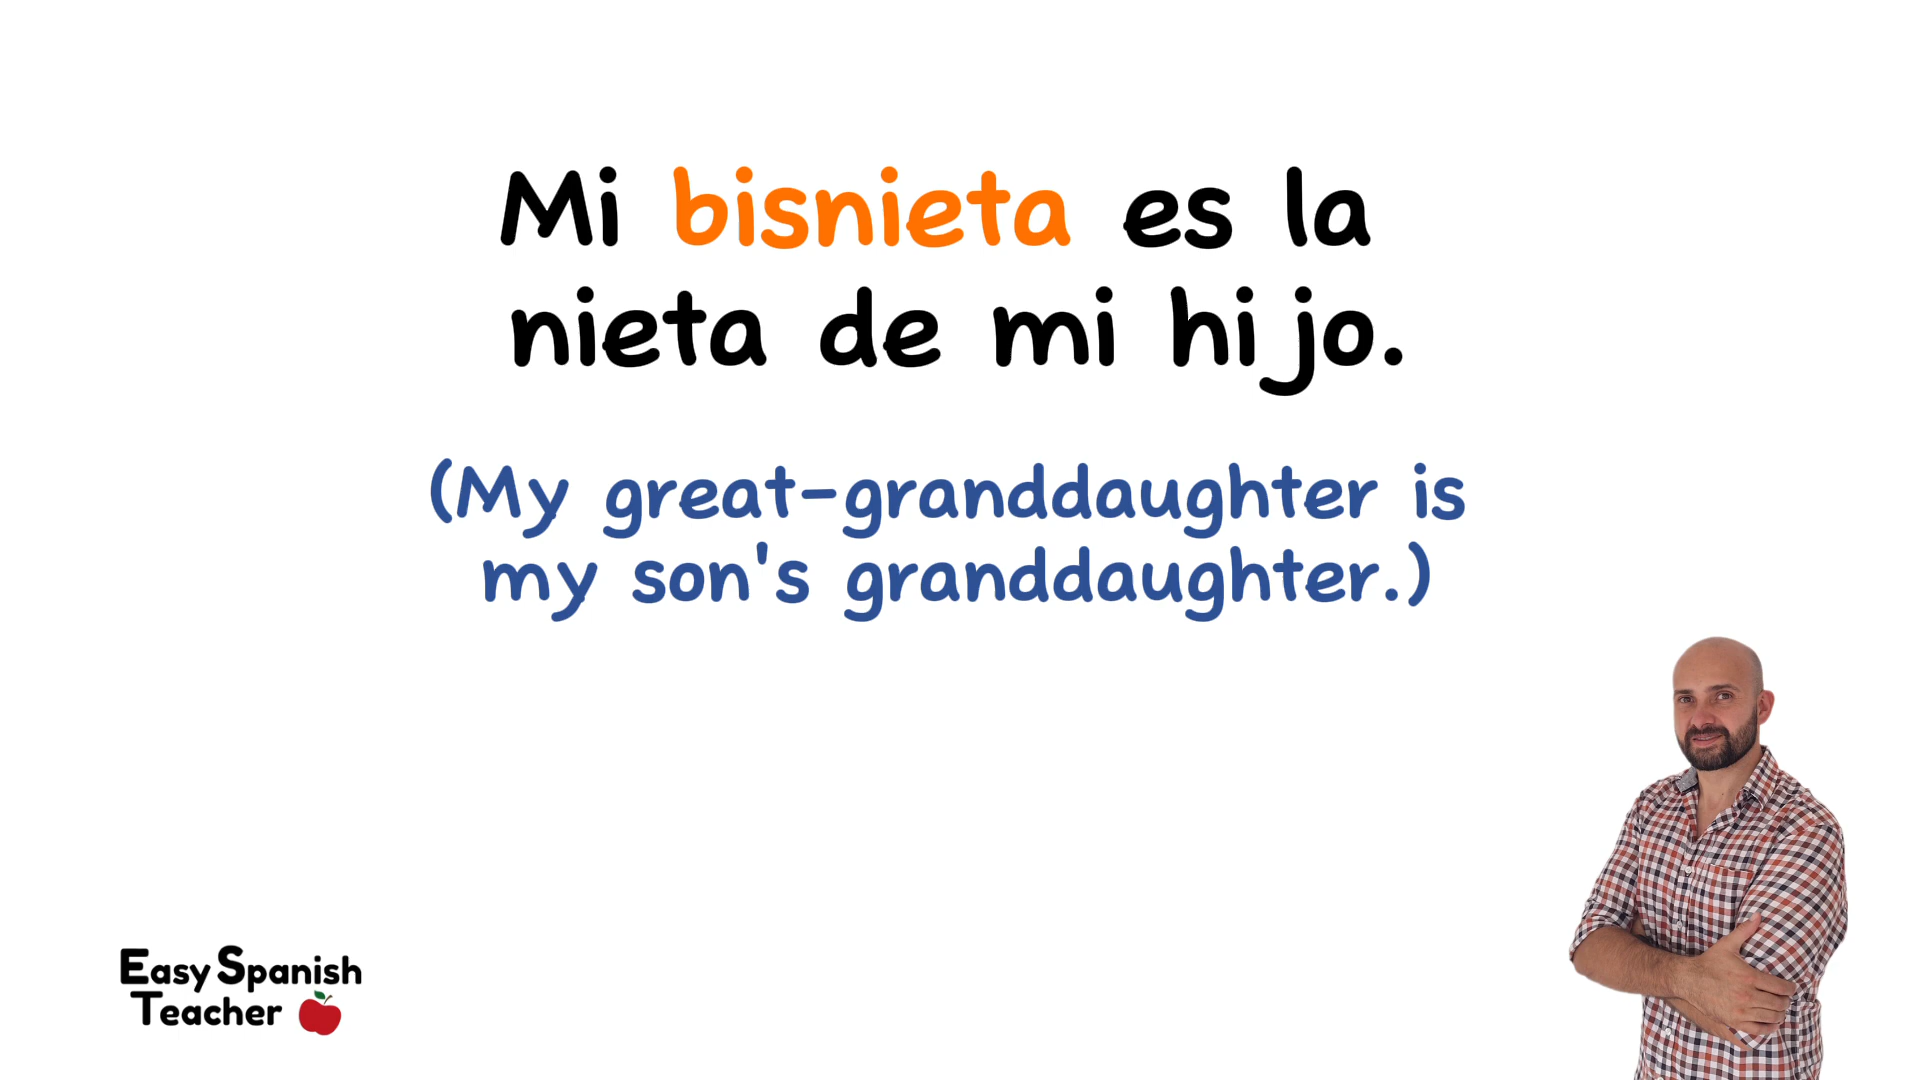 Mi bisnieta es la
nieta de mi hijo.
(My great-granddaughter is
my son's granddaughter.)
Easy Spanish
Teacher